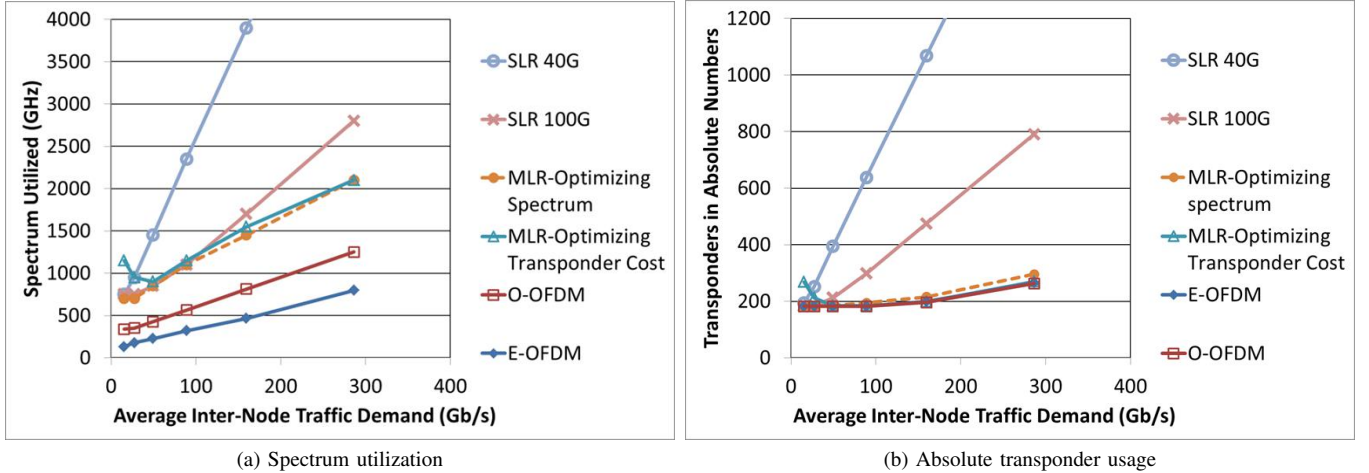 4000
3500
3000
2500
2000
1500
1000
500
0
Spectrum Utilized (GHz)
0
100
200
300
400
Average Inter-Node Traffic Demand (Gb/s)
SLR 40G
SLR 100G
MLR-Optimizing
Spectrum
MLR-Optimizing
Transponder Cost
O-OFDM
E-OFDM
(a) Spectrum utilization
1200
1000
800
600
400
200
0
Transponders in Absolute Numbers
0
100
200
300
400
Average Inter-Node Traffic Demand (Gb/s)
SLR 40G
SLR 100G
MLR-Optimizing
spectrum
MLR-Optimizing
Transponder Cost
E-OFDM
O-OFDM
(b) Absolute transponder usage